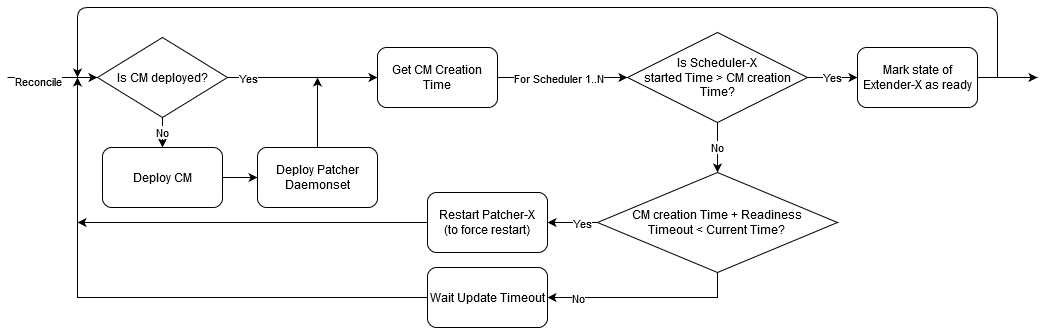 Reconcile
Is CM deployed?
Yes
Get CM Creation
Time
For Scheduler 1..N
Is Scheduler-X
started Time > CM creation
Time?
Yes
Mark state of
Extender-X as ready
No
Deploy CM
Deploy Patcher
Daemonset
No
CM creation Time + Readiness
Timeout < Current Time?
Yes
Restart Patcher-X
(to force restart)
No
Wait Update Timeout